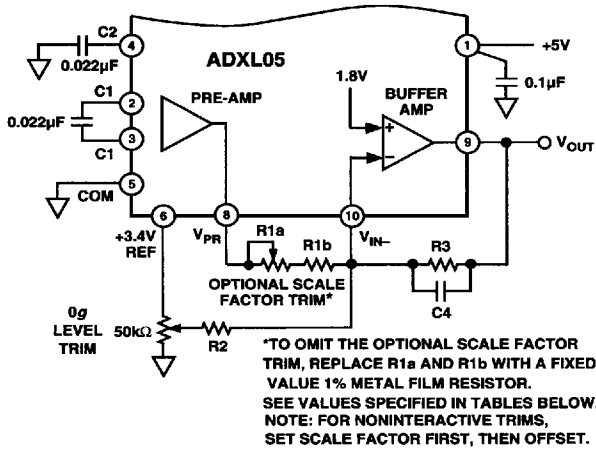 C2
4
0.022µF
ADXL05
1
+5V
0.1µF
C1
2
0.022µF
3
C1
PRE-AMP
1.8V
BUFFER
AMP
+
−
9
VOUT
5
COM
6
8
10
+3.4V
REF
VPR
R1a
R1b
VIN–
R3
C4
OPTIONAL SCALE
FACTOR TRIM*
0g
LEVEL
TRIM
50kΩ
R2
*TO OMIT THE OPTIONAL SCALE FACTOR
TRIM, REPLACE R1a AND R1b WITH A FIXED
VALUE 1% METAL FILM RESISTOR.
SEE VALUES SPECIFIED IN TABLES BELOW
NOTE: FOR NONINTERACTIVE TRIMS,
SET SCALE FACTOR FIRST, THEN OFFSET.